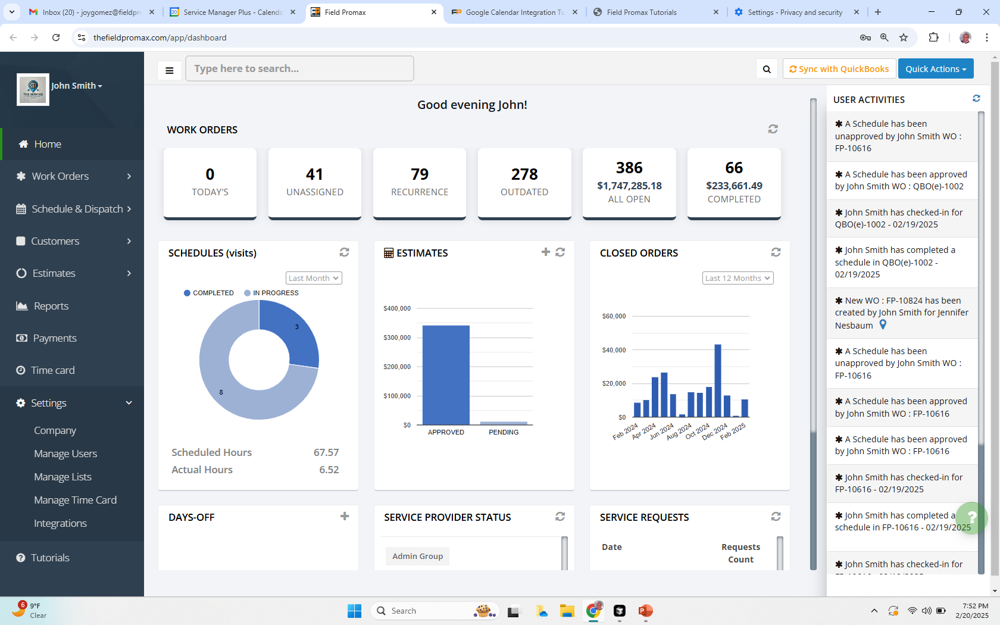 Inbox (20) - joygomez@fieldpr
Service Manager Plus - Calenda
Field Promax
Google Calendar Integration Tu
Field Promax Tutorials
Settings - Privacy and security
thefieldpromax.com/app/dashboard
John Smith
Type here to search...
Sync with QuickBooks
Quick Actions
Home
Work Orders
Schedule & Dispatch
Customers
Estimates
Reports
Payments
Time card
Settings
Company
Manage Users
Manage Lists
Manage Time Card
Integrations
Tutorials
Good evening John!
WORK ORDERS
0
TODAY'S
41
UNASSIGNED
79
RECURRENCE
278
OUTDATED
386
$1,747,285.18
ALL OPEN
66
$233,661.49
COMPLETED
SCHEDULES (visits)
Last Month
COMPLETED
IN PROGRESS
3
8
Scheduled Hours 67.57
Actual Hours 6.52
ESTIMATES
$400,000
$300,000
$200,000
$100,000
$0
APPROVED
PENDING
CLOSED ORDERS
Last 12 Months
$60,000
$40,000
$20,000
$0
Feb 2024
Apr 2024
Jun 2024
Aug 2024
Oct 2024
Dec 2024
Feb 2025
DAYS-OFF
SERVICE PROVIDER STATUS
Admin Group
SERVICE REQUESTS
Date
Requests
Count
USER ACTIVITIES
A Schedule has been
unapproved by John Smith WO :
FP-10616
A Schedule has been approved
by John Smith WO : QBO(e)-1002
John Smith has checked-in for
QBO(e)-1002 - 02/19/2025
John Smith has completed a
schedule in QBO(e)-1002 -
02/19/2025
New WO : FP-10824 has been
created by John Smith for Jennifer
Nesbaum
A Schedule has been
unapproved by John Smith WO :
FP-10616
A Schedule has been approved
by John Smith WO : FP-10616
A Schedule has been approved
by John Smith WO : FP-10616
John Smith has checked-in for
FP-10616 - 02/19/2025
John Smith has completed a
schedule in FP-10616 - 02/19/2025
John Smith has checked-in for
6
9°F
Clear
Search
7:52 PM
2/20/2025